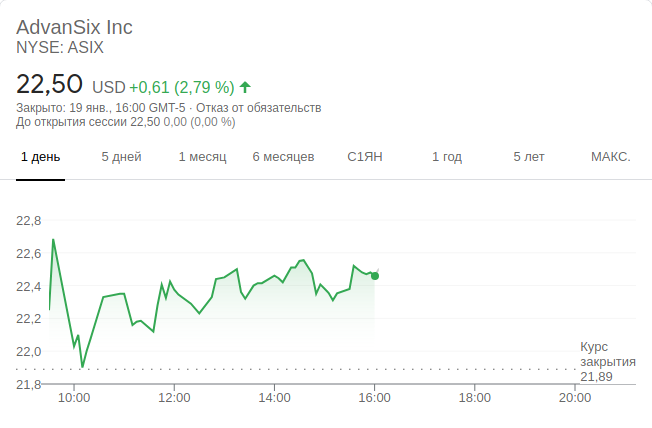 AdvanSix Inc
NYSE: ASIX
22,50 USD +0,61 (2,79 %)
Закрыто: 19 янв., 16:00 GMT-5 · Отказ от обязательств
До открытия сессии 22,50 0,00 (0,00 %)
1 день 5 дней 1 месяц 6 месяцев С1ЯН 1 год 5 лет МАКС.
22,8
22,6
22,4
22,2
22,0
Курс
закрытия
21,89
21,8
10:00 12:00 14:00 16:00 18:00 20:00